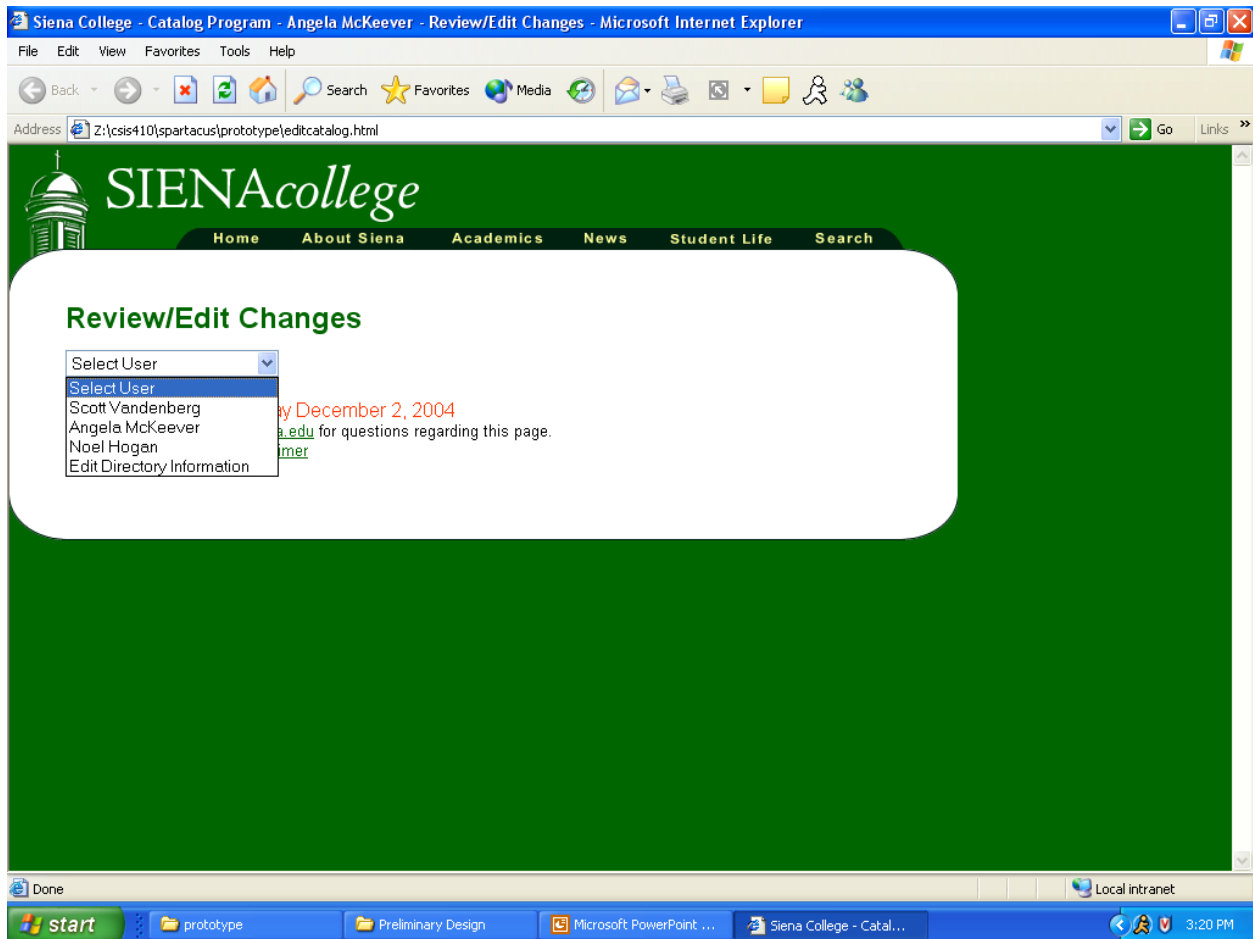 Siena College - Catalog Program - Angela McKeever - Review/Edit Changes - Microsoft Internet Explorer
File Edit View Favorites Tools Help
Back Search Favorites Media
Address Z:\csis410\spartacus\prototype\editcatalog.html Go Links »
SIENAcollege
Home About Siena Academics News Student Life Search
Review/Edit Changes
Select User
Select User
Scott Vandenberg
ay December 2, 2004
Angela McKeever
a.edu for questions regarding this page.
Noel Hogan
imer
Edit Directory Information
Done Local intranet
start prototype Preliminary Design Microsoft PowerPoint ... Siena College - Catal... 3:20 PM